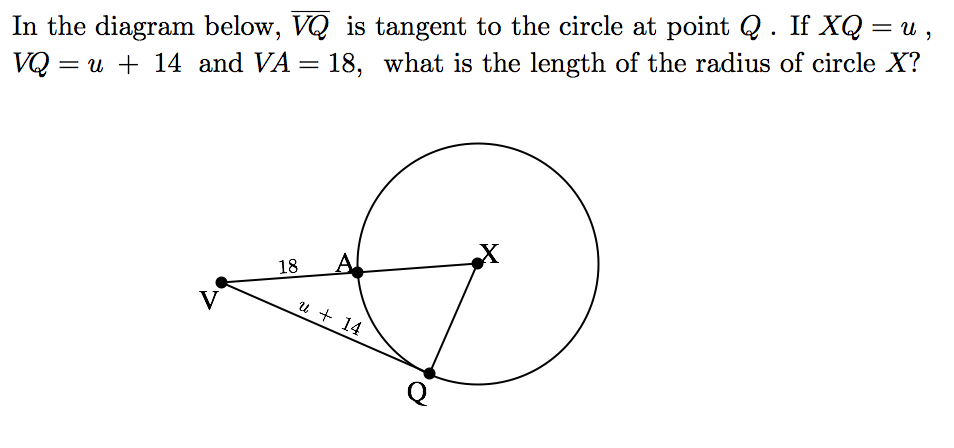 In the diagram below, V̅Q̅ is tangent to the circle at point Q . If XQ = u ,
VQ = u + 14 and VA = 18, what is the length of the radius of circle X?
X
18
A
V
u + 14
Q